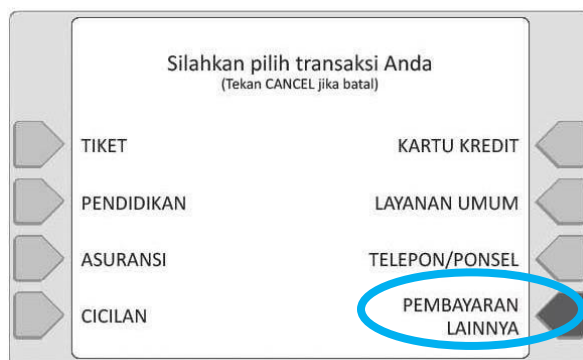 Silahkan pilih transaksi Anda
(Tekan CANCEL jika batal)
TIKET
KARTU KREDIT
PENDIDIKAN
LAYANAN UMUM
ASURANSI
TELEPON/PONSEL
CICILAN
PEMBAYARAN
LAINNYA